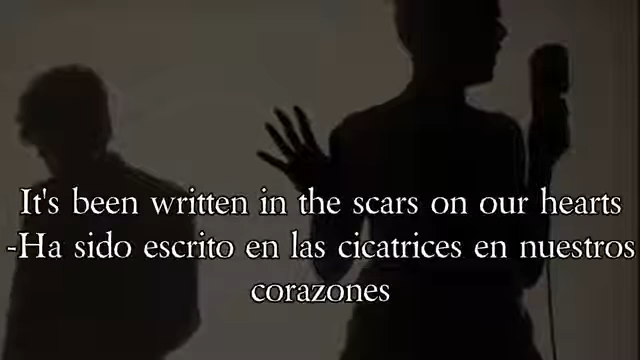 It's been written in the scars on our hearts
-Ha sido escrito en las cicatrices en nuestros
corazones